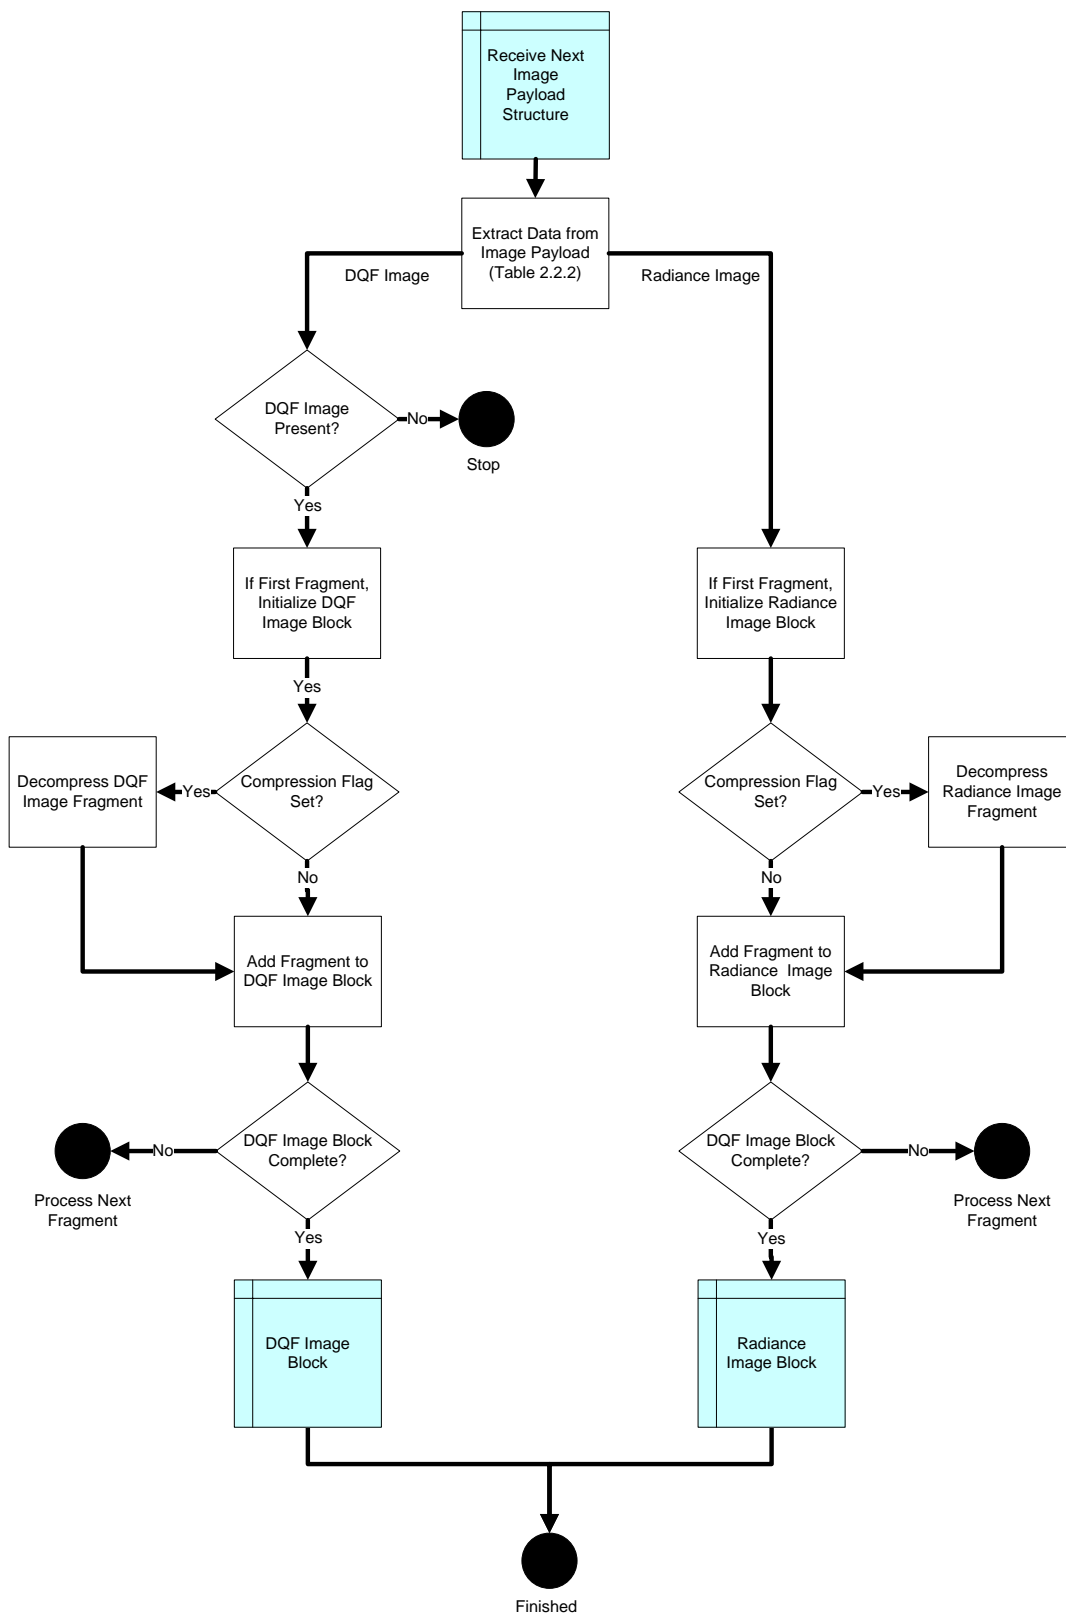 Receive Next
Image
Payload
Structure
Extract Data from
Image Payload
(Table 2.2.2)
DQF Image
Radiance Image
DQF Image
Present?
No
Stop
Yes
If First Fragment,
Initialize DQF
Image Block
If First Fragment,
Initialize Radiance
Image Block
Yes
Decompress DQF
Image Fragment
Yes
Compression Flag
Set?
Compression Flag
Set?
Yes
Decompress
Radiance Image
Fragment
No
No
Add Fragment to
DQF Image Block
Add Fragment to
Radiance  Image
Block
DQF Image Block
Complete?
No
Process Next
Fragment
DQF Image Block
Complete?
No
Process Next
Fragment
Yes
Yes
DQF Image
Block
Radiance
Image Block
Finished